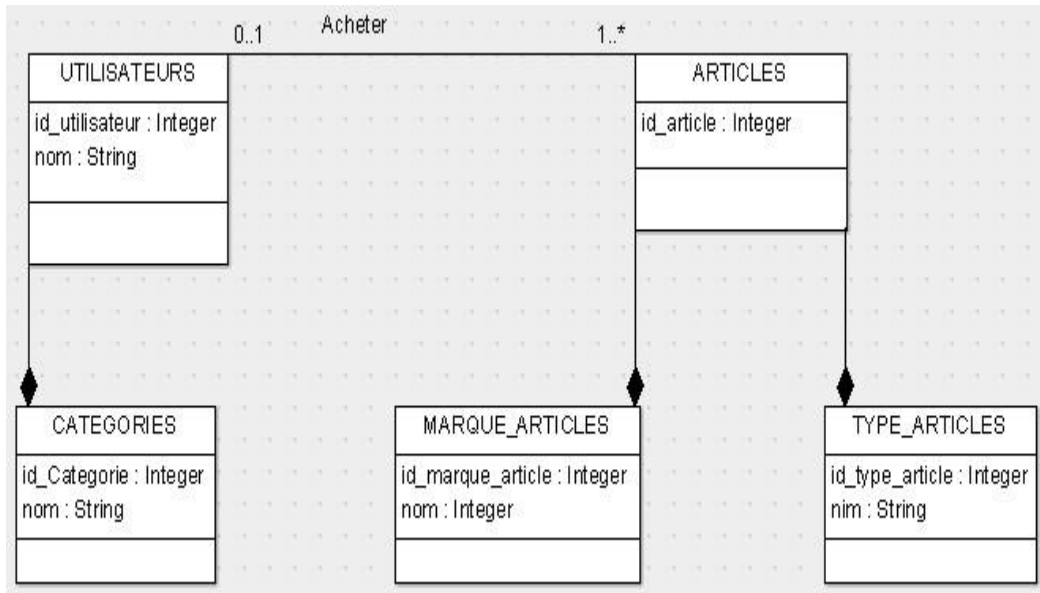 0..1
Acheter
1..*
UTILISATEURS
id_utilisateur : Integer
nom : String
ARTICLES
id_article : Integer
CATEGORIES
id_Categorie : Integer
nom : String
MARQUE_ARTICLES
id_marque_article : Integer
nom : Integer
TYPE_ARTICLES
id_type_article : Integer
nim : String